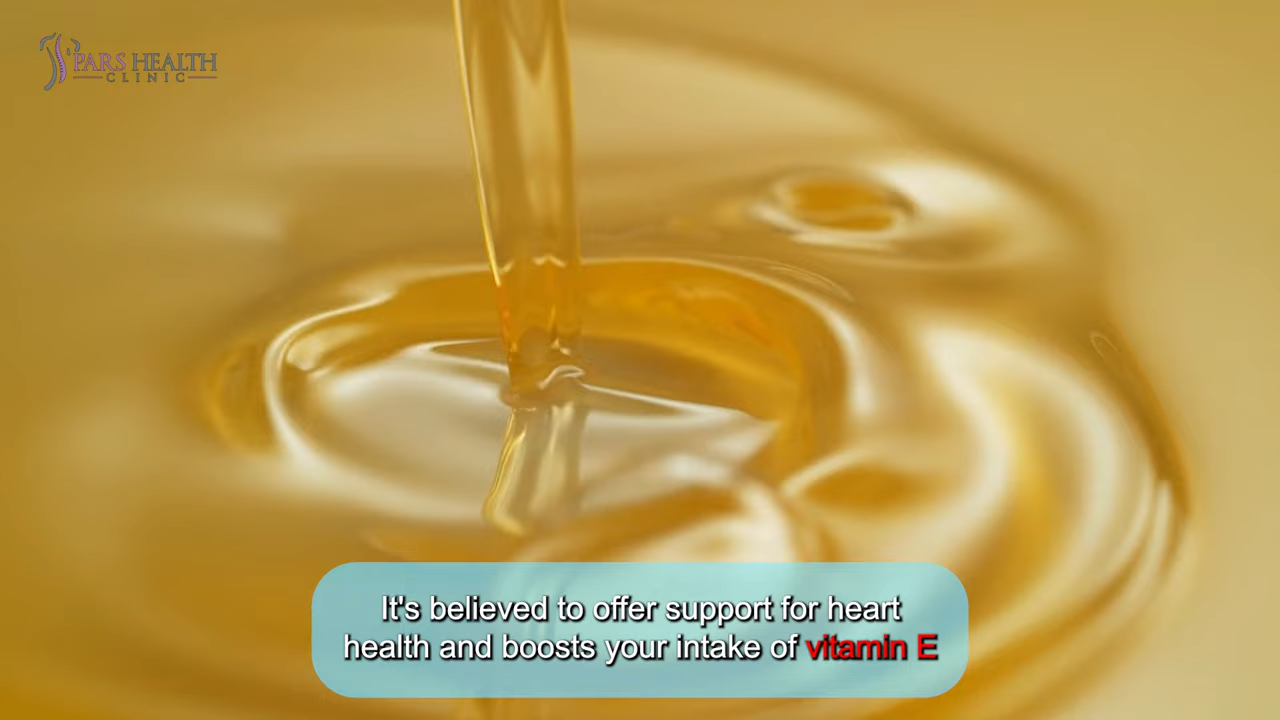 PARS HEALTH
CLINIC
It's believed to offer support for heart
health and boosts your intake of vitamin E